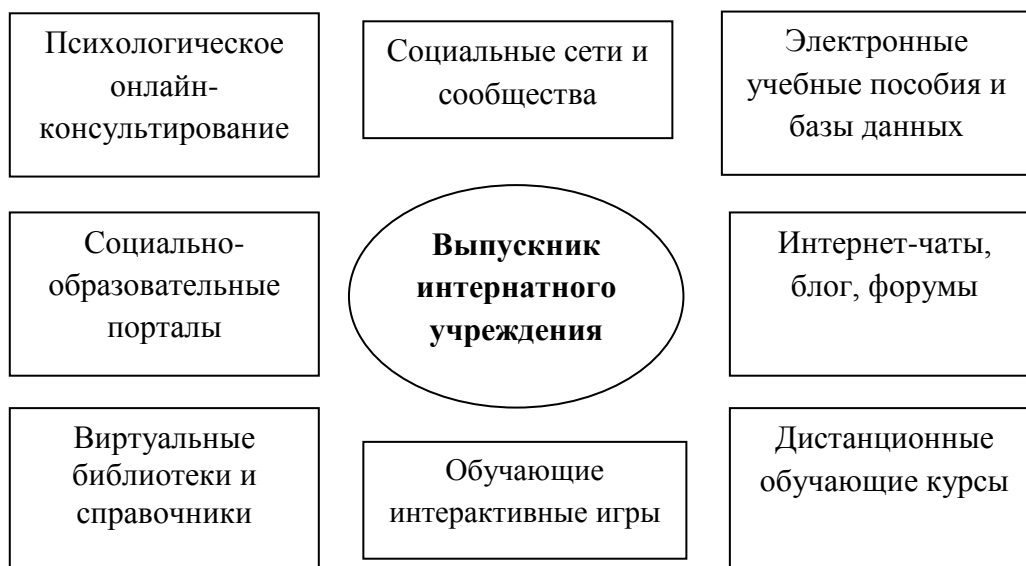 Психологическое
онлайн-
консультирование
Социальные сети и
сообщества
Электронные
учебные пособия и
базы данных
Социально-
образовательные
порталы
Выпускник
интернатного
учреждения
Интернет-чаты,
блог, форумы
Виртуальные
библиотеки и
справочники
Обучающие
интерактивные игры
Дистанционные
обучающие курсы